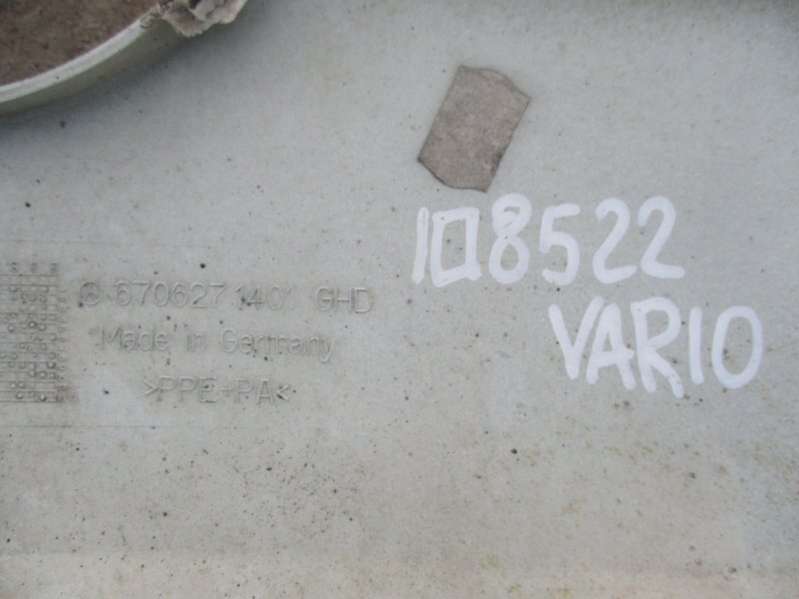 670627 1401 GHD
Made in Germany
>PPE+PA<
108522
VARIO